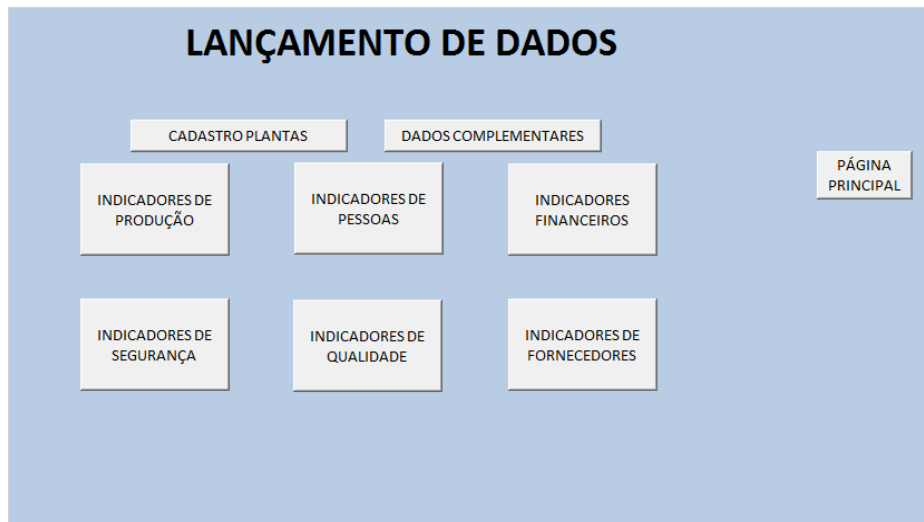 LANÇAMENTO DE DADOS
CADASTRO PLANTAS
DADOS COMPLEMENTARES
PÁGINA
PRINCIPAL
INDICADORES DE
PRODUÇÃO
INDICADORES DE
PESSOAS
INDICADORES
FINANCEIROS
INDICADORES DE
SEGURANÇA
INDICADORES DE
QUALIDADE
INDICADORES DE
FORNECEDORES